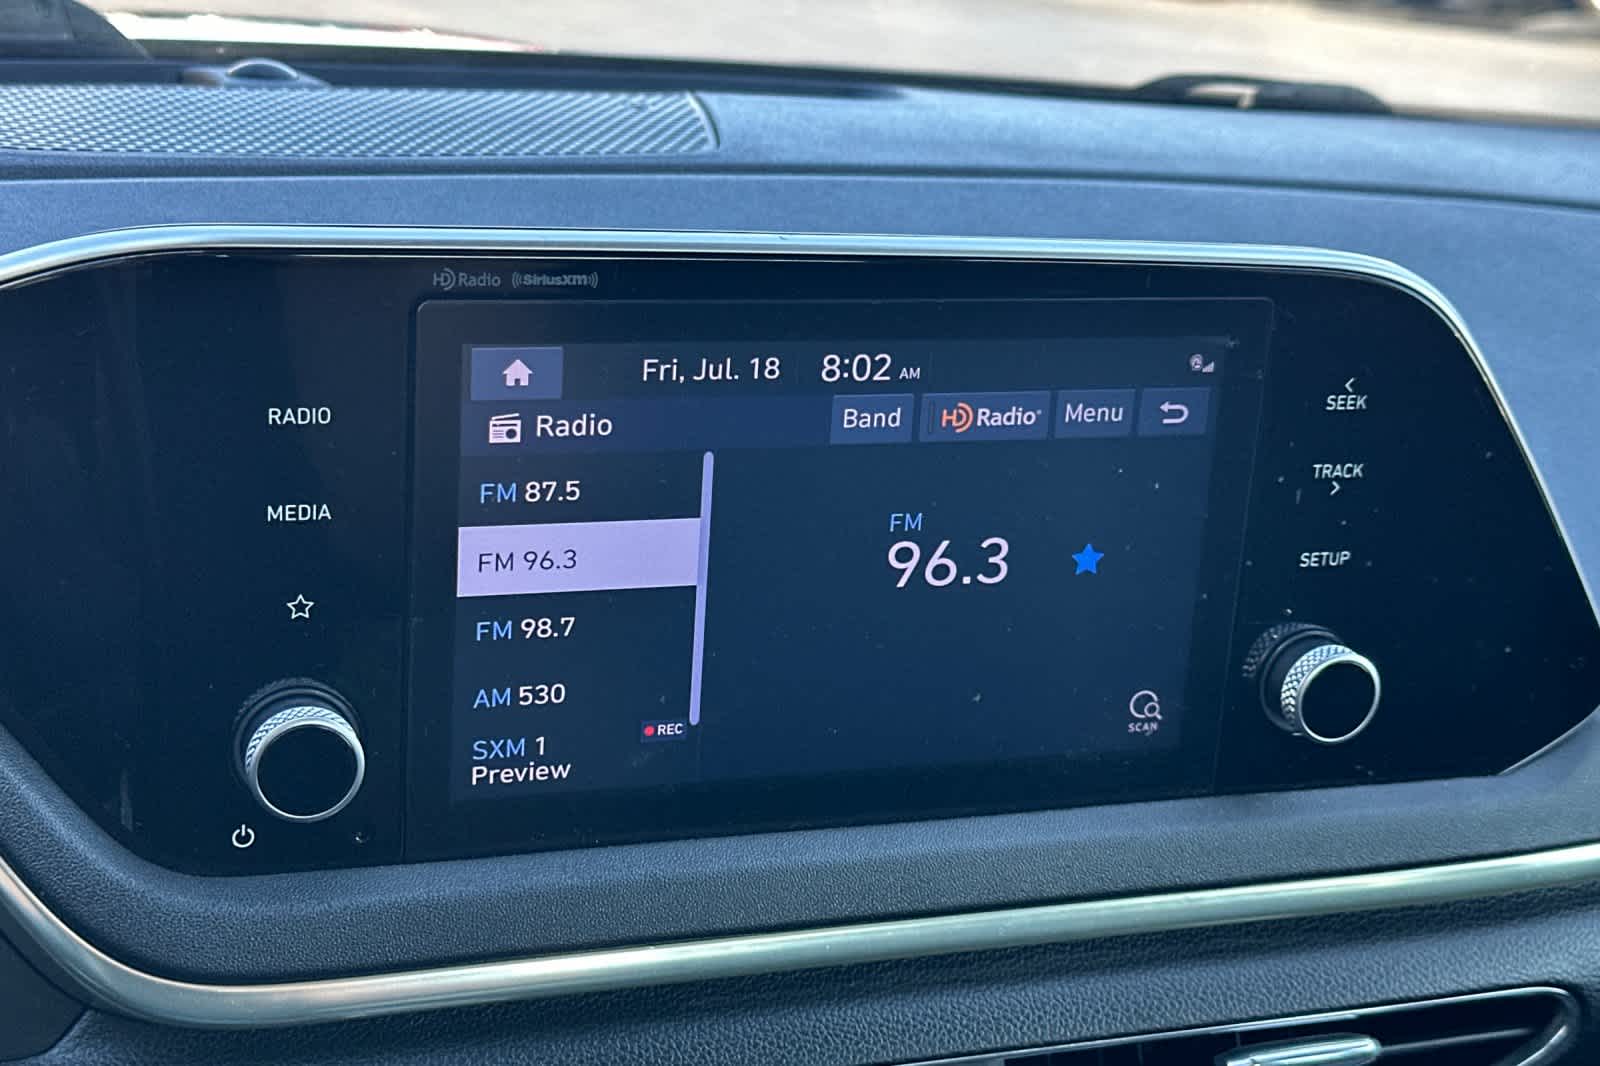 HD Radio ((SiriusXM))
Fri, Jul. 18 8:02 AM
Radio Band HD Radio Menu
FM 87.5
FM 96.3
FM 98.7
AM 530
SXM 1 REC
Preview
FM
96.3
SCAN
RADIO
MEDIA
SEEK
TRACK
SETUP